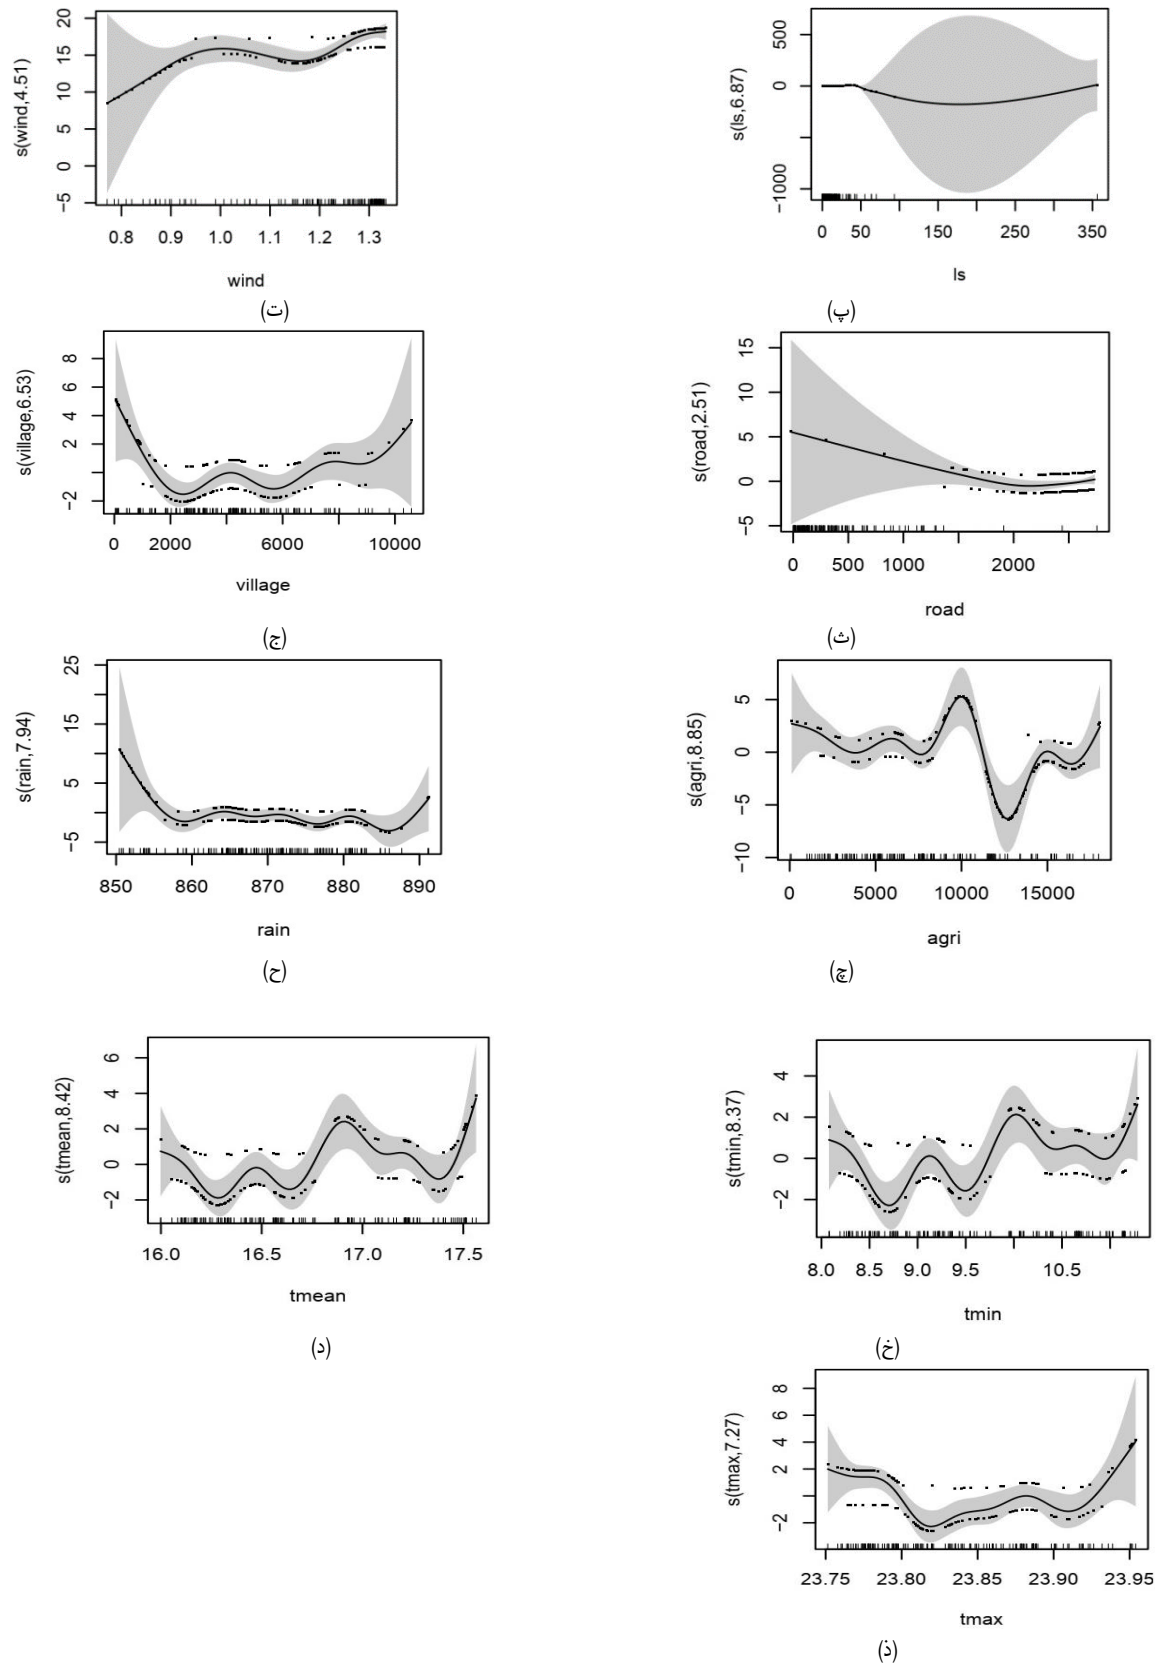 s(ls,6.87)
500
0
−1000
0 50 150 250 350
ls
(پ)
s(wind,4.51)
20
15
10
5
0
−5
0.8 0.9 1.0 1.1 1.2 1.3
wind
(ت)
s(road,2.51)
15
10
5
0
−5
0 500 1000 2000
road
(ث)
s(village,6.53)
8
6
4
2
−2
0 2000 6000 10000
village
(ج)
s(agri,8.85)
5
0
−5
−10
0 5000 10000 15000
agri
(چ)
s(rain,7.94)
25
15
5
−5
850 860 870 880 890
rain
(ح)
s(tmin,8.37)
4
2
0
−2
8.0 8.5 9.0 9.5 10.5
tmin
(خ)
s(tmean,8.42)
6
4
2
0
−2
16.0 16.5 17.0 17.5
tmean
(د)
s(tmax,7.27)
8
6
4
2
−2
23.75 23.80 23.85 23.90 23.95
tmax
(ذ)